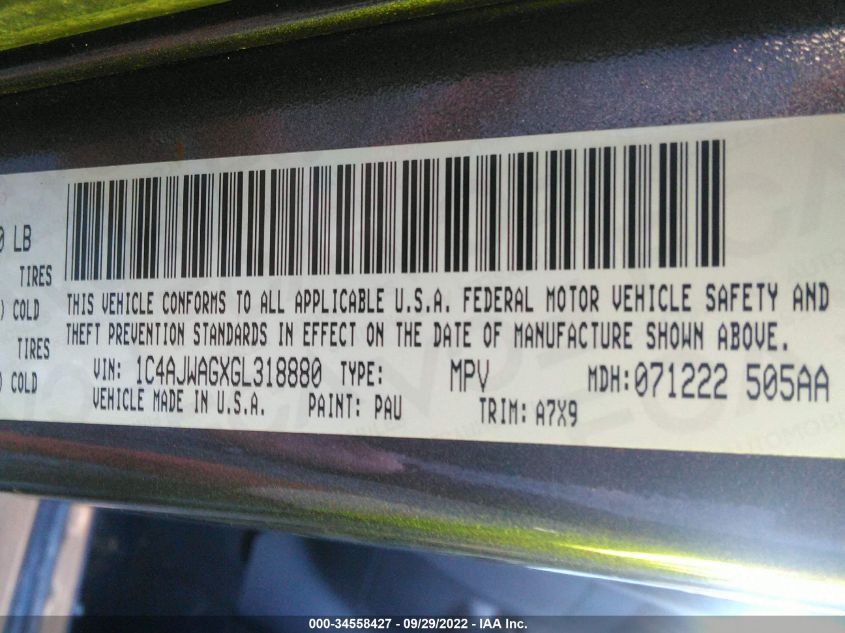 0 LB
TIRES
) COLD
TIRES
) COLD
THIS VEHICLE CONFORMS TO ALL APPLICABLE U.S.A. FEDERAL MOTOR VEHICLE SAFETY AND
THEFT PREVENTION STANDARDS IN EFFECT ON THE DATE OF MANUFACTURE SHOWN ABOVE.
VIN: 1C4AJWAGXGL318880 TYPE: MPV MDH:071222 505AA
VEHICLE MADE IN U.S.A. PAINT: PAU TRIM: A7X9
000-34558427 - 09/29/2022 - IAA Inc.